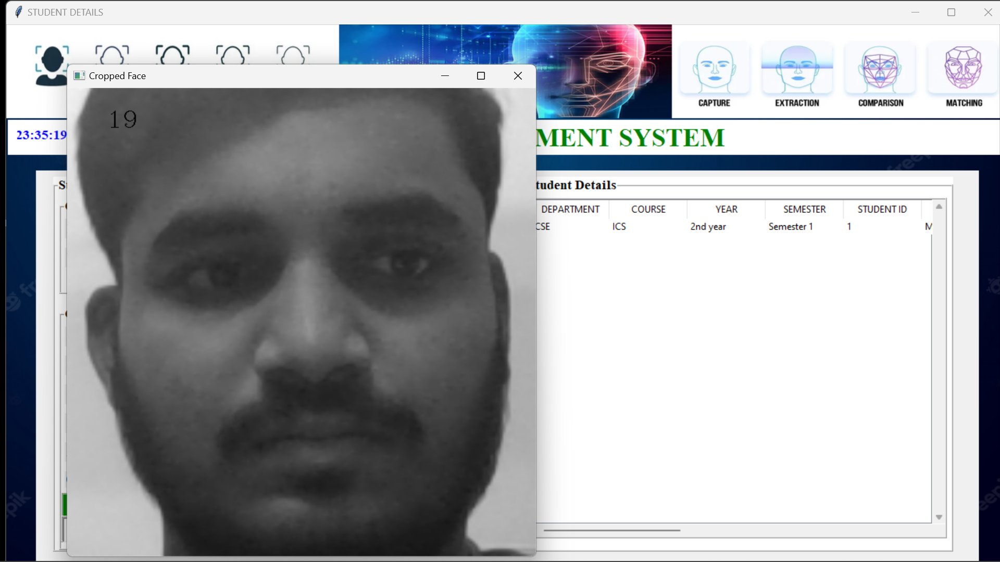 STUDENT DETAILS
Cropped Face
19
CAPTURE
EXTRACTION
COMPARISON
MATCHING
23:35:19
MENT SYSTEM
St
tudent Details
DEPARTMENT COURSE YEAR SEMESTER STUDENT ID
CSE ICS 2nd year Semester 1 1 M